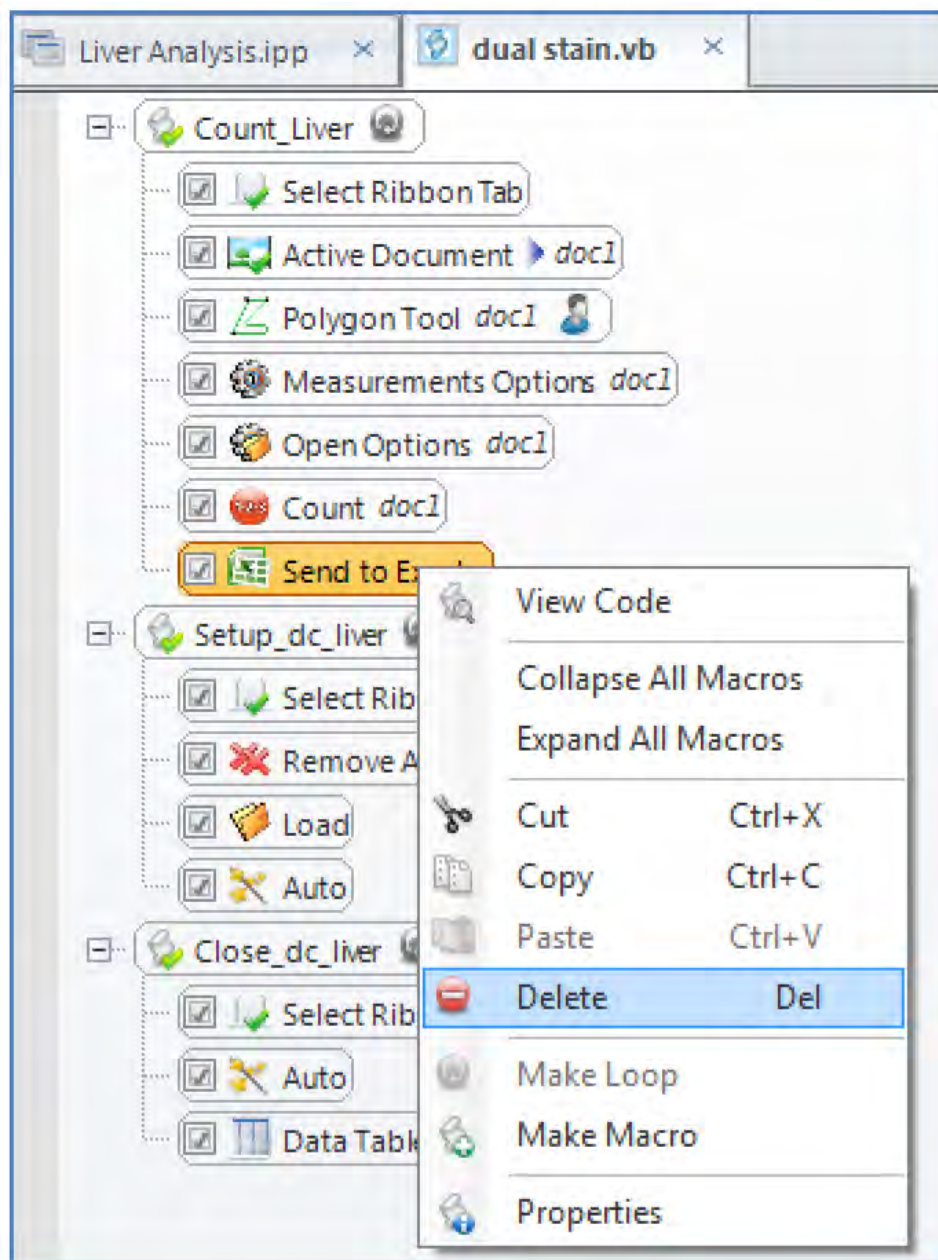 Liver Analysis.ipp × dual stain.vb ×
Count_Liver
Select Ribbon Tab
Active Document doc1
Polygon Tool doc1
Measurements Options doc1
Open Options doc1
Count doc1
Send to
Setup_dc_liver
Select Rib
Remove A
Load
Auto
Close_dc_liver
Select Rib
Auto
Data Table
View Code
Collapse All Macros
Expand All Macros
Cut Ctrl+X
Copy Ctrl+C
Paste Ctrl+V
Delete Del
Make Loop
Make Macro
Properties